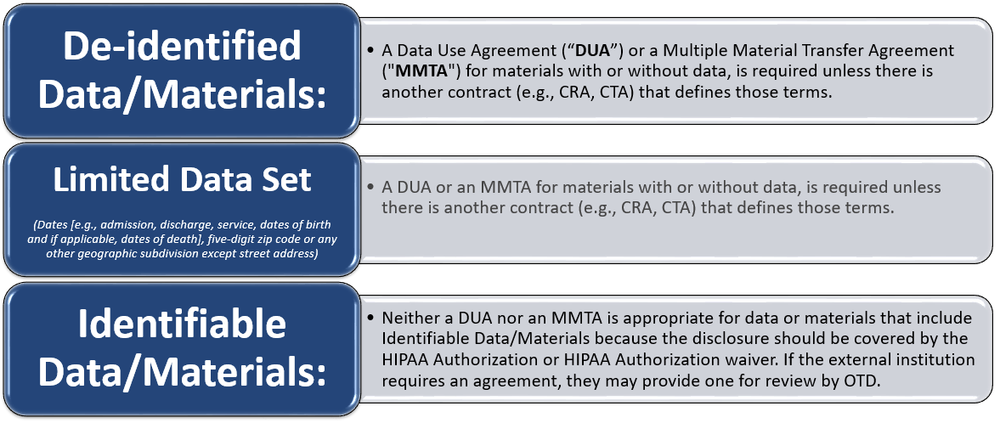 De-identified
Data/Materials:
• A Data Use Agreement (“DUA”) or a Multiple Material Transfer Agreement
("MMTA") for materials with or without data, is required unless there is
another contract (e.g., CRA, CTA) that defines those terms.
Limited Data Set
(Dates [e.g., admission, discharge, service, dates of birth
and if applicable, dates of death], five-digit zip code or any
other geographic subdivision except street address)
• A DUA or an MMTA for materials with or without data, is required unless
there is another contract (e.g., CRA, CTA) that defines those terms.
Identifiable
Data/Materials:
• Neither a DUA nor an MMTA is appropriate for data or materials that include
Identifiable Data/Materials because the disclosure should be covered by the
HIPAA Authorization or HIPAA Authorization waiver. If the external institution
requires an agreement, they may provide one for review by OTD.